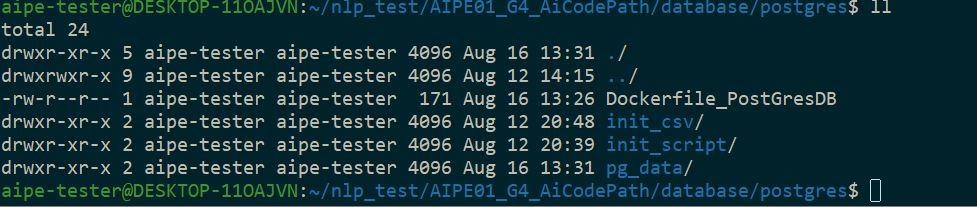 aipe-tester@DESKTOP-11OAJVN:~/nlp_test/AIPE01_G4_AiCodePath/database/postgres$ ll
total 24
drwxr-xr-x 5 aipe-tester aipe-tester 4096 Aug 16 13:31 ./
drwxrwxr-x 9 aipe-tester aipe-tester 4096 Aug 12 14:15 ../
-rw-r--r-- 1 aipe-tester aipe-tester  171 Aug 16 13:26 Dockerfile_PostGresDB
drwxr-xr-x 2 aipe-tester aipe-tester 4096 Aug 12 20:48 init_csv/
drwxr-xr-x 2 aipe-tester aipe-tester 4096 Aug 12 20:39 init_script/
drwxr-xr-x 2 aipe-tester aipe-tester 4096 Aug 16 13:31 pg_data/
aipe-tester@DESKTOP-11OAJVN:~/nlp_test/AIPE01_G4_AiCodePath/database/postgres$